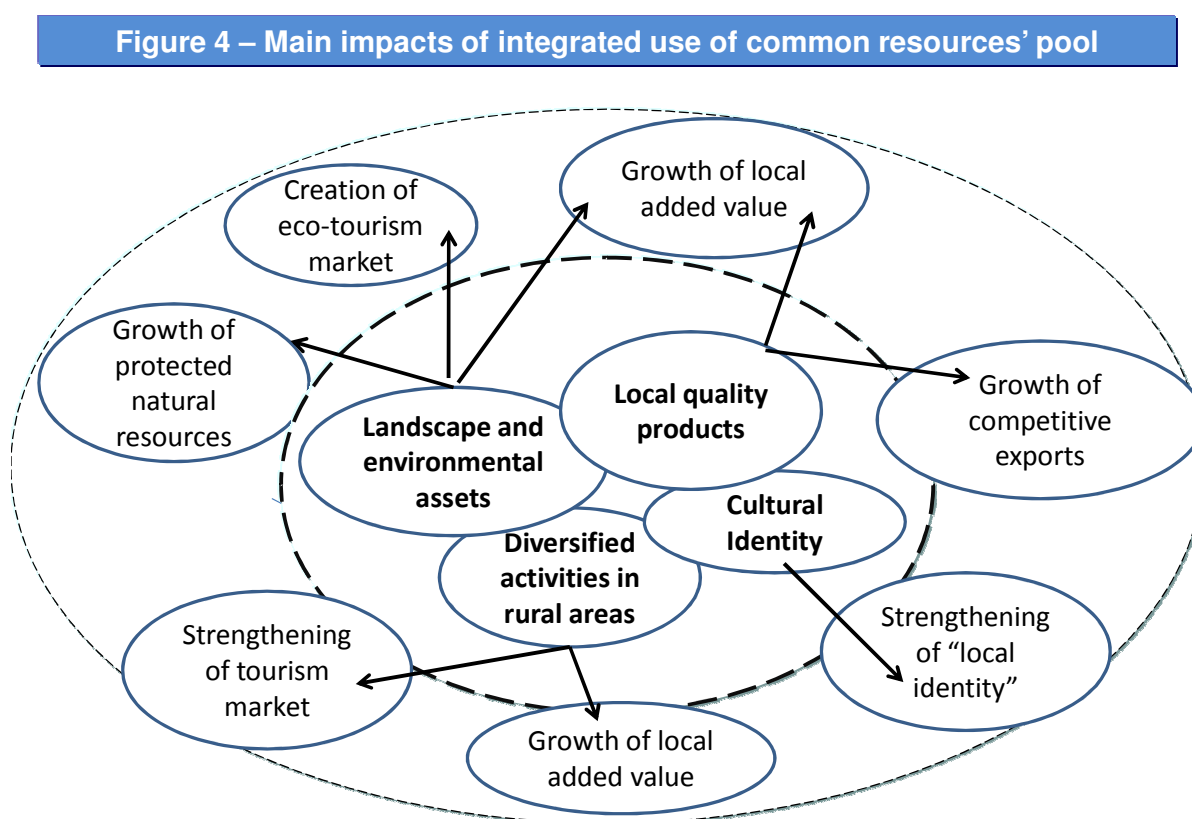 Figure 4 – Main impacts of integrated use of common resources’ pool
Creation of
eco-tourism
market
Growth of local
added value
Growth of
protected
natural
resources
Local quality
products
Growth of
competitive
exports
Landscape and
environmental
assets
Cultural
Identity
Diversified
activities in
rural areas
Strengthening
of tourism
market
Strengthening
of “local
identity”
Growth of local
added value